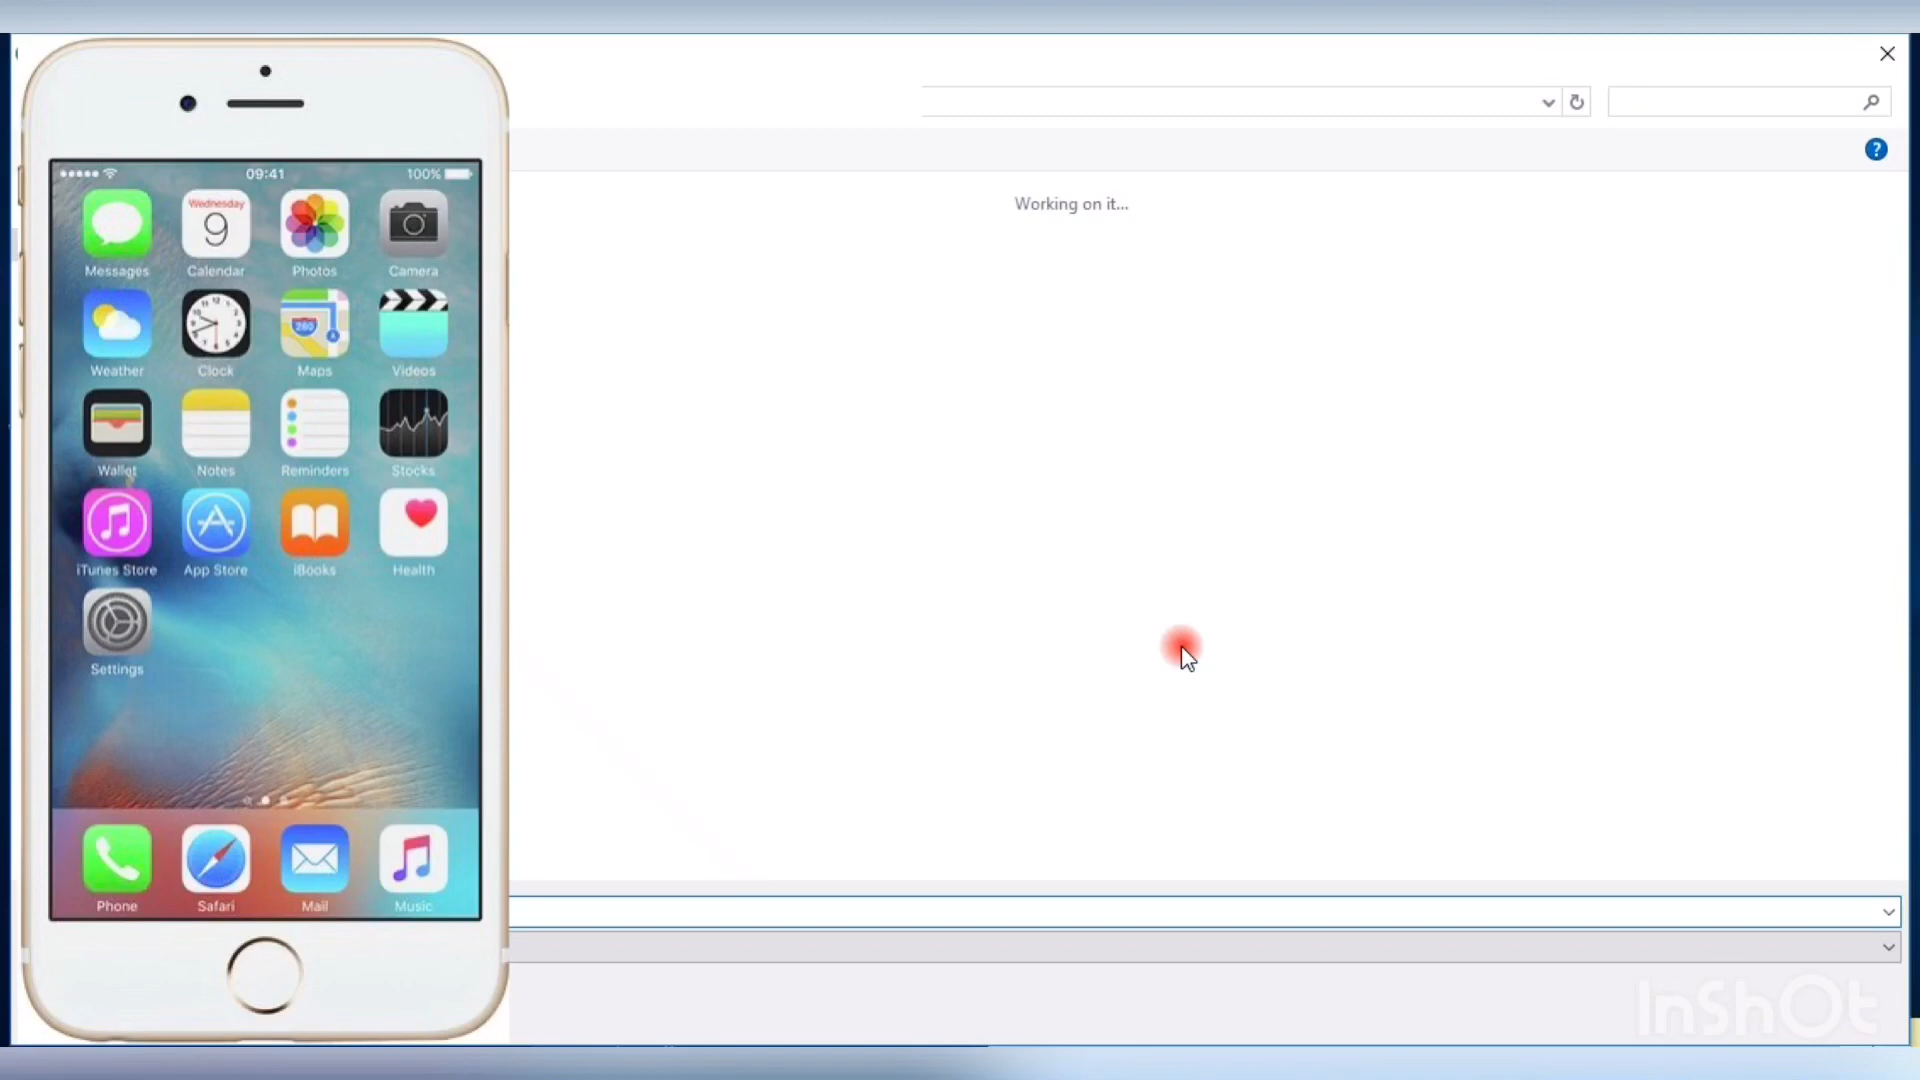 09:41
100%
Wednesday
9
Messages
Calendar
Photos
Camera
280
Weather
Clock
Maps
Videos
Wallet
Notes
Reminders
Stocks
iTunes Store
App Store
iBooks
Health
Settings
Phone
Safari
Mail
Music
?
Working on it...
InShOt